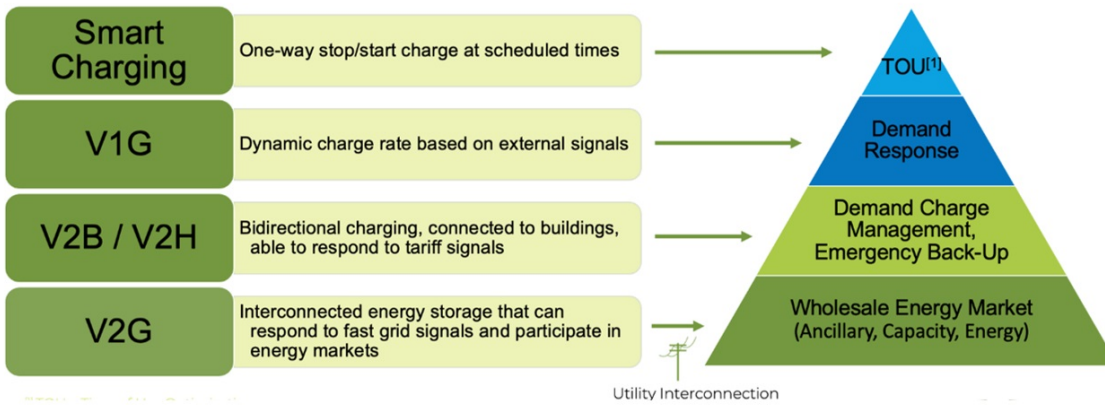 Smart
Charging
One-way stop/start charge at scheduled times
TOU[1]
V1G
Dynamic charge rate based on external signals
Demand
Response
V2B / V2H
Bidirectional charging, connected to buildings,
able to respond to tariff signals
Demand Charge
Management,
Emergency Back-Up
V2G
Interconnected energy storage that can
respond to fast grid signals and participate in
energy markets
Wholesale Energy Market
(Ancillary, Capacity, Energy)
Utility Interconnection